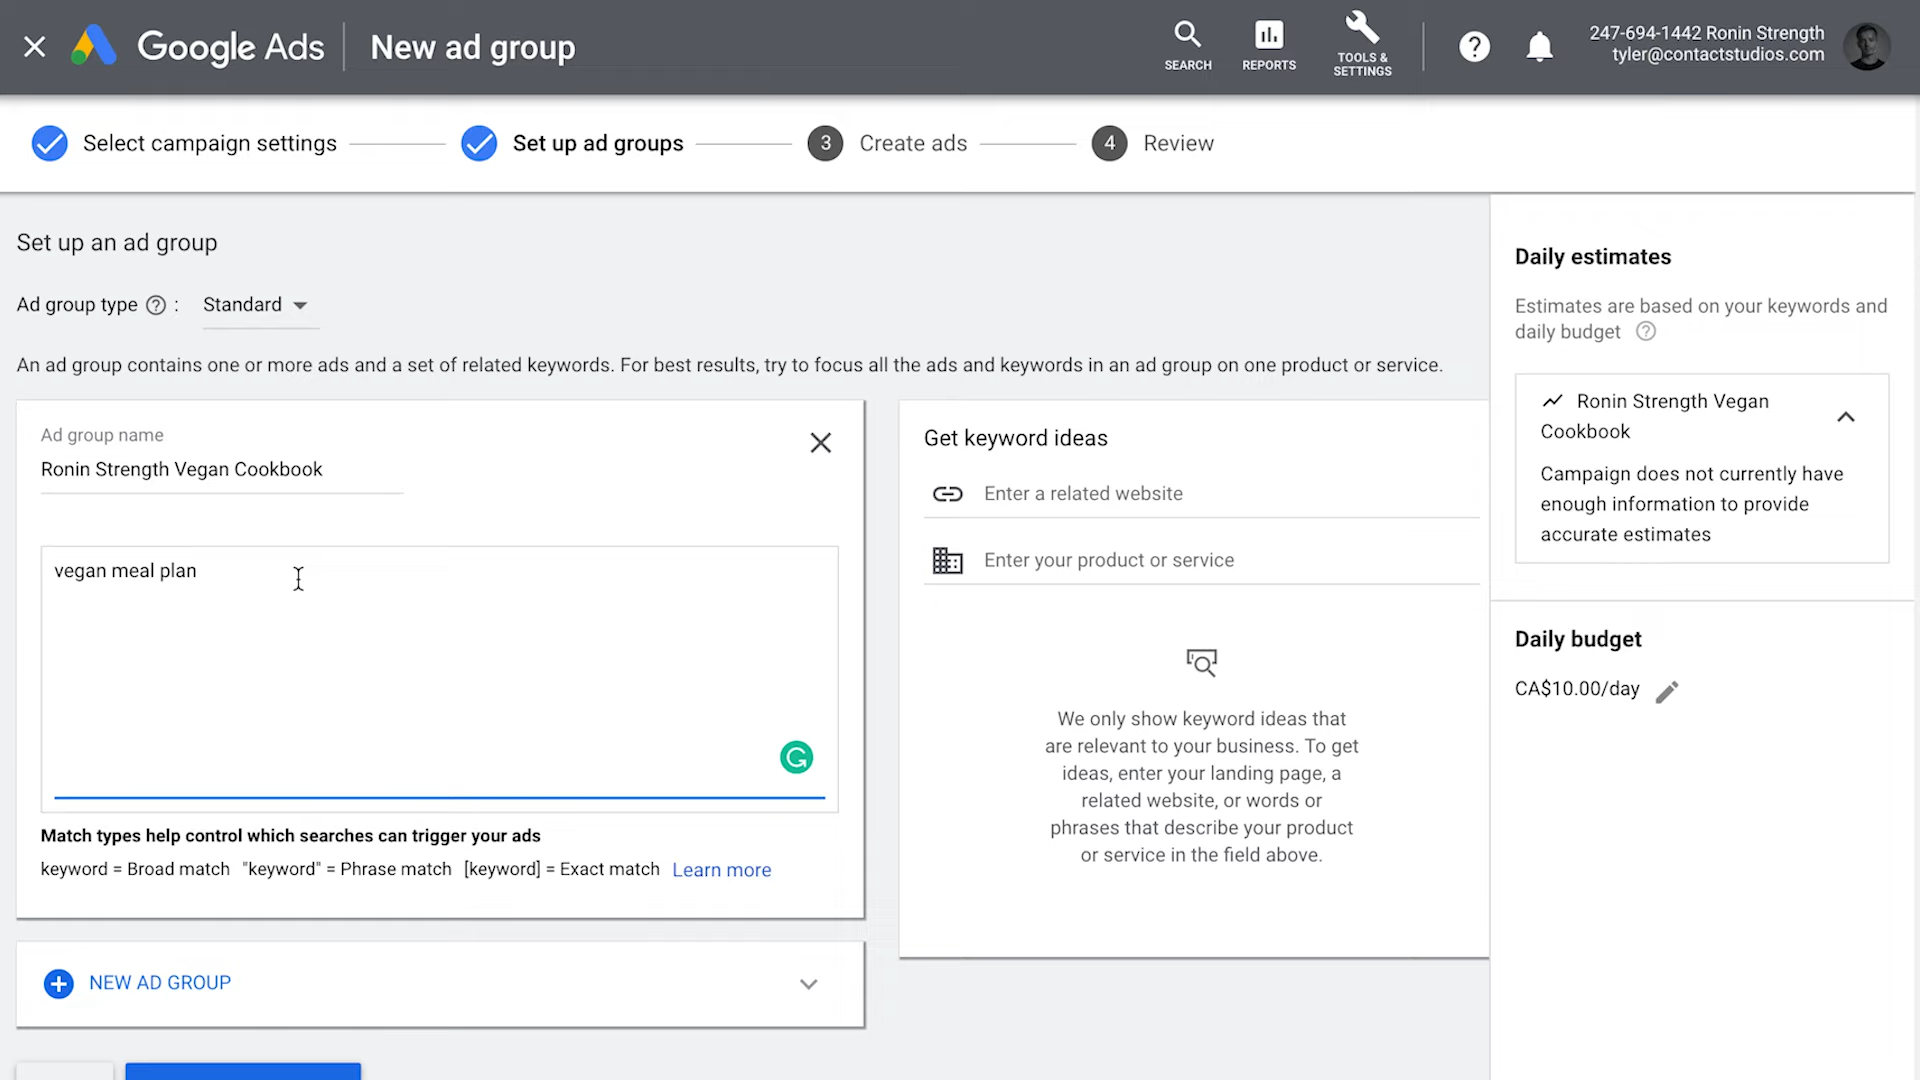 Google Ads
New ad group
SEARCH
REPORTS
TOOLS &
SETTINGS
?
247-694-1442 Ronin Strength
tyler@contactstudios.com
Select campaign settings
Set up ad groups
3 Create ads
4 Review
Set up an ad group
Ad group type ? : Standard
An ad group contains one or more ads and a set of related keywords. For best results, try to focus all the ads and keywords in an ad group on one product or service.
Ad group name
Ronin Strength Vegan Cookbook
vegan meal plan
Match types help control which searches can trigger your ads
keyword = Broad match "keyword" = Phrase match [keyword] = Exact match Learn more
NEW AD GROUP
Get keyword ideas
Enter a related website
Enter your product or service
We only show keyword ideas that
are relevant to your business. To get
ideas, enter your landing page, a
related website, or words or
phrases that describe your product
or service in the field above.
Daily estimates
Estimates are based on your keywords and
daily budget ?
Ronin Strength Vegan
Cookbook
Campaign does not currently have
enough information to provide
accurate estimates
Daily budget
CA$10.00/day